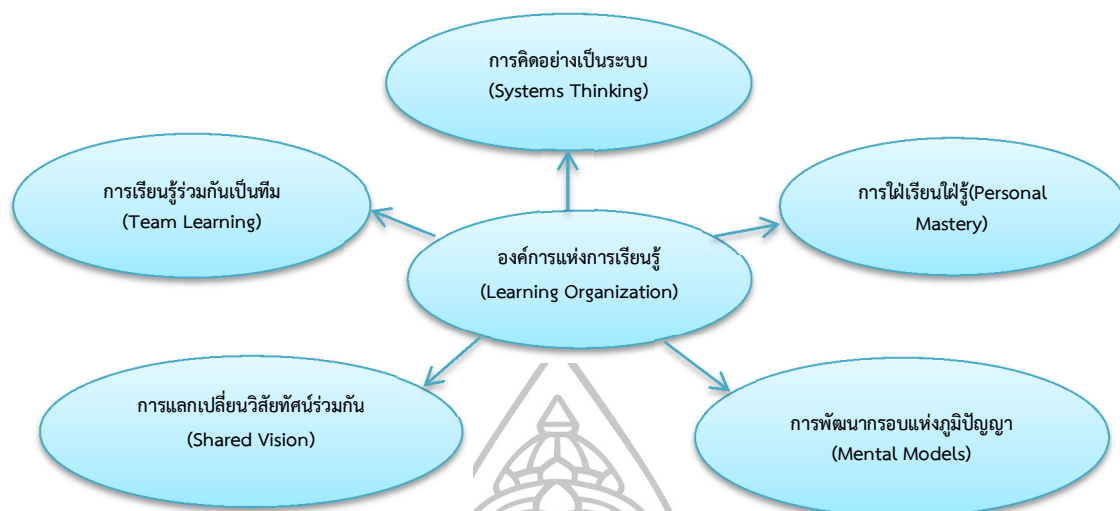 การคิดอย่างเป็นระบบ
(Systems Thinking)
การเรียนรู้ร่วมกันเป็นทีม
(Team Learning)
การใฝ่เรียนใฝ่รู้(Personal
Mastery)
องค์การแห่งการเรียนรู้
(Learning Organization)
การแลกเปลี่ยนวิสัยทัศน์ร่วมกัน
(Shared Vision)
การพัฒนากรอบแห่งภูมิปัญญา
(Mental Models)